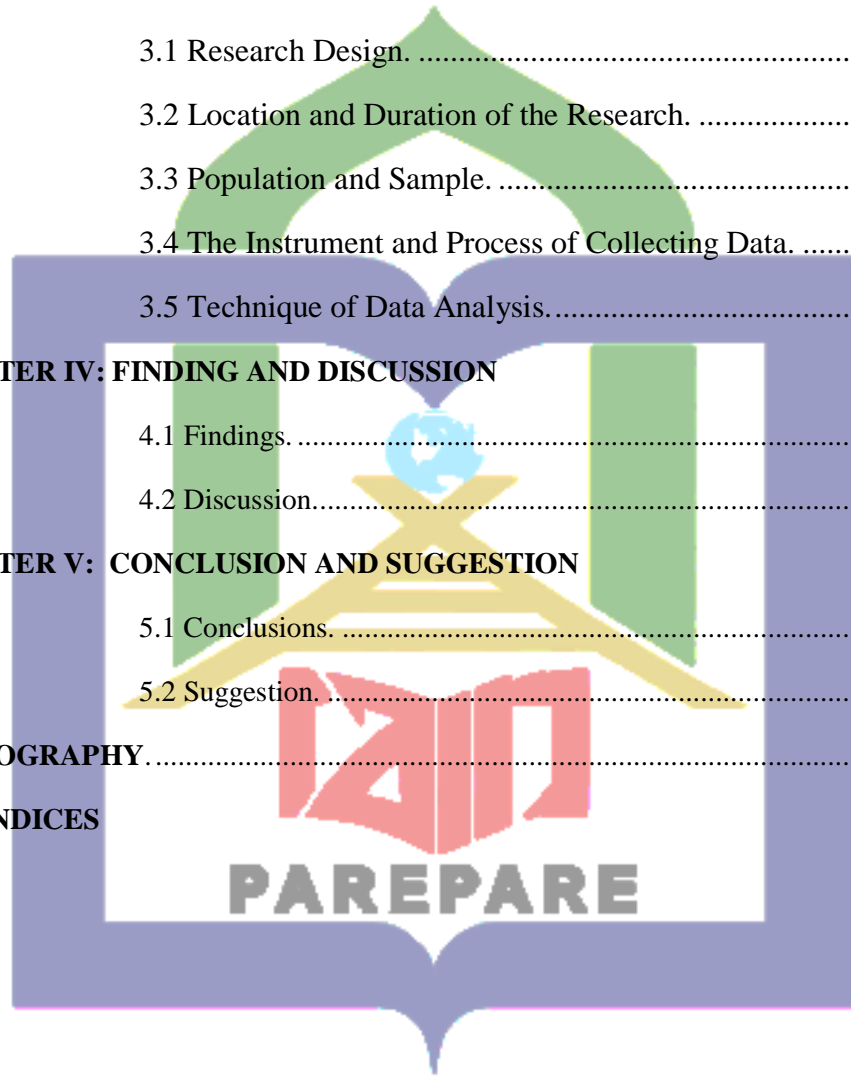 3.1 Research Design. ..........................................................
3.2 Location and Duration of the Research. ....................
3.3 Population and Sample. ...............................................
3.4 The Instrument and Process of Collecting Data. ......
3.5 Technique of Data Analysis. .......................................
TER IV: FINDING AND DISCUSSION
4.1 Findings. ........................................................................
4.2 Discussion.....................................................................
TER V: CONCLUSION AND SUGGESTION
5.1 Conclusions. .................................................................
5.2 Suggestion. ....................................................................
OGRAPHY. .........................................................................
NDICES
iain
PAREPARE